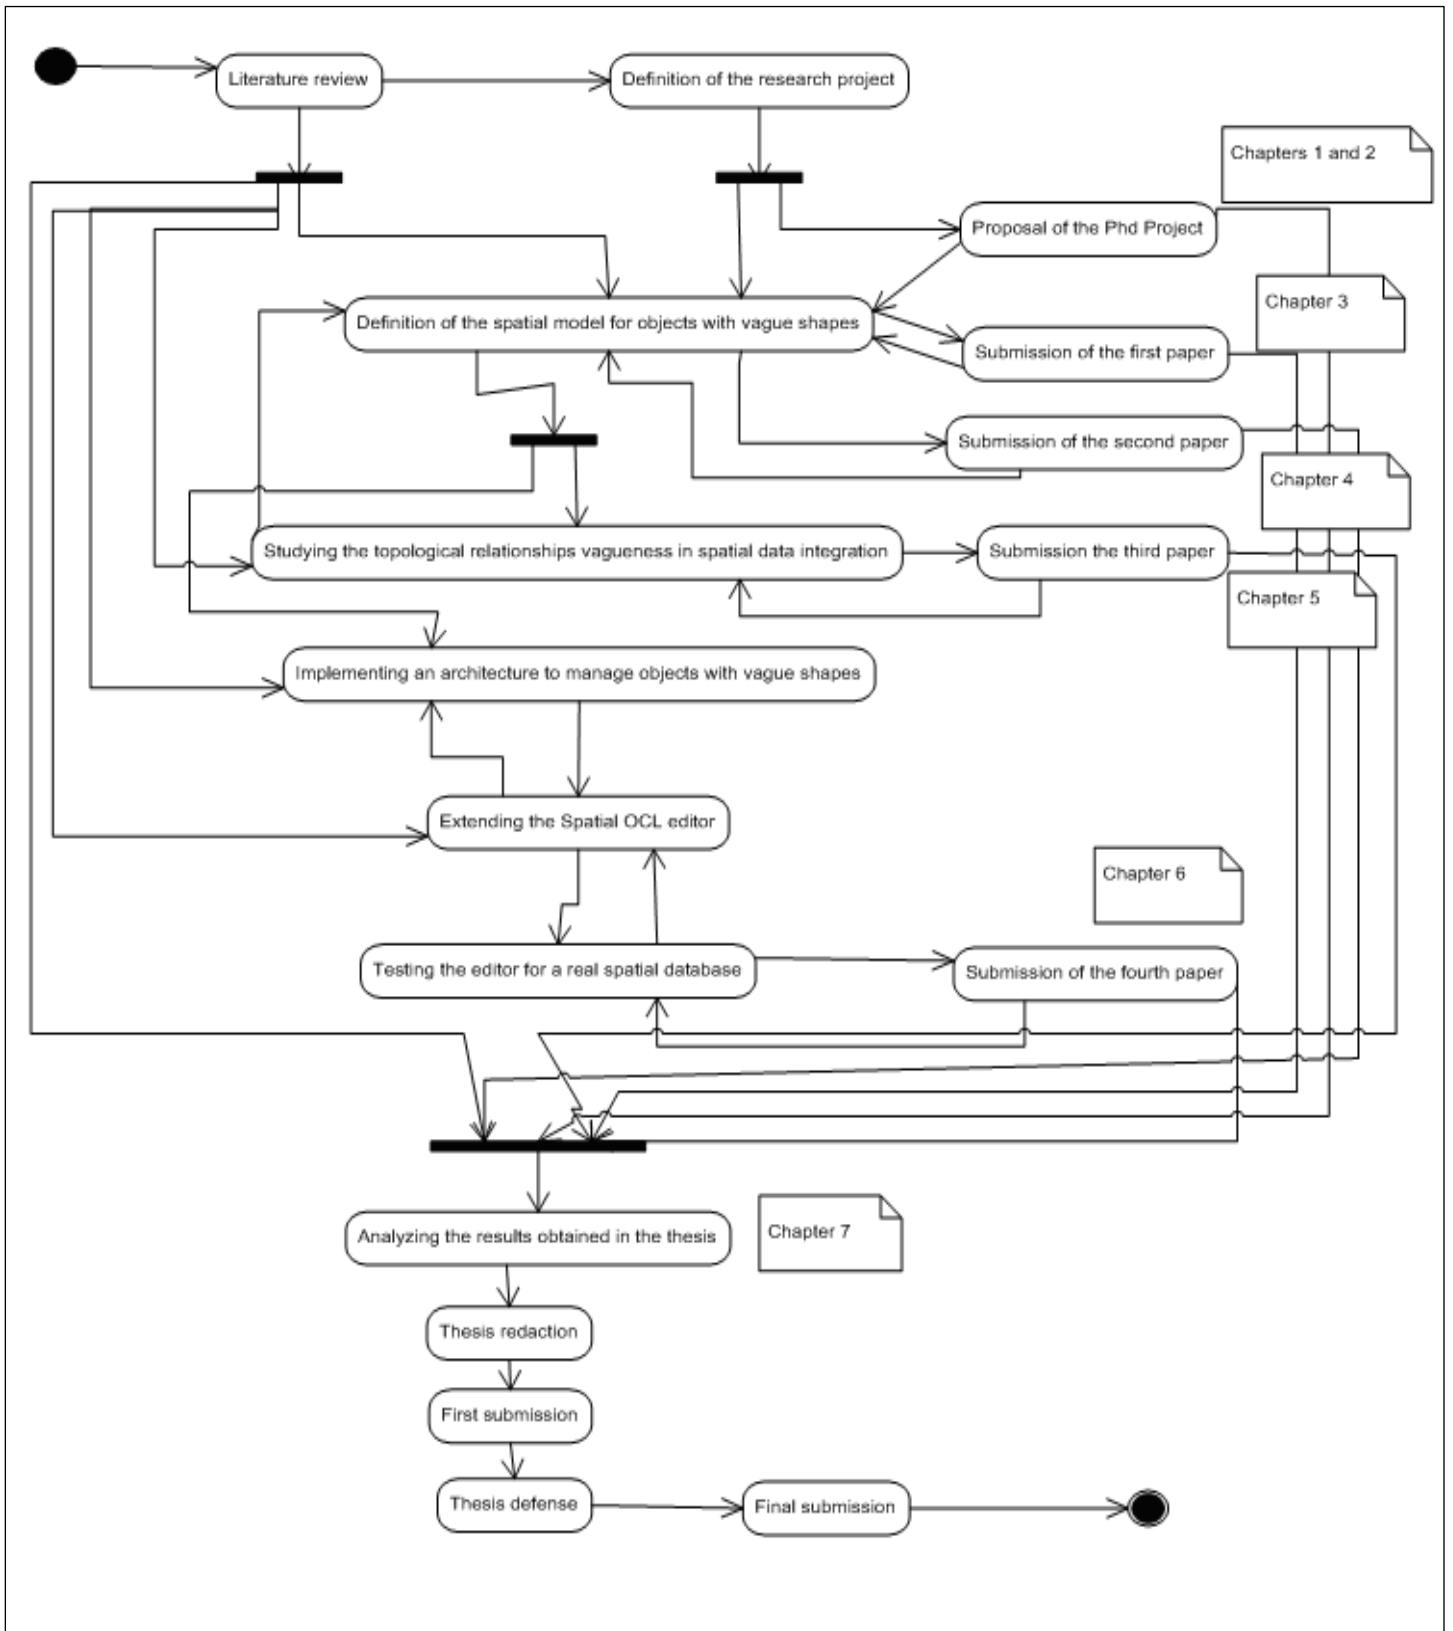 Literature review
Definition of the research project
Chapters 1 and 2
Proposal of the Phd Project
Chapter 3
Definition of the spatial model for objects with vague shapes
Submission of the first paper
Submission of the second paper
Chapter 4
Studying the topological relationships vagueness in spatial data integration
Submission the third paper
Chapter 5
Implementing an architecture to manage objects with vague shapes
Extending the Spatial OCL editor
Chapter 6
Testing the editor for a real spatial database
Submission of the fourth paper
Analyzing the results obtained in the thesis
Chapter 7
Thesis redaction
First submission
Thesis defense
Final submission